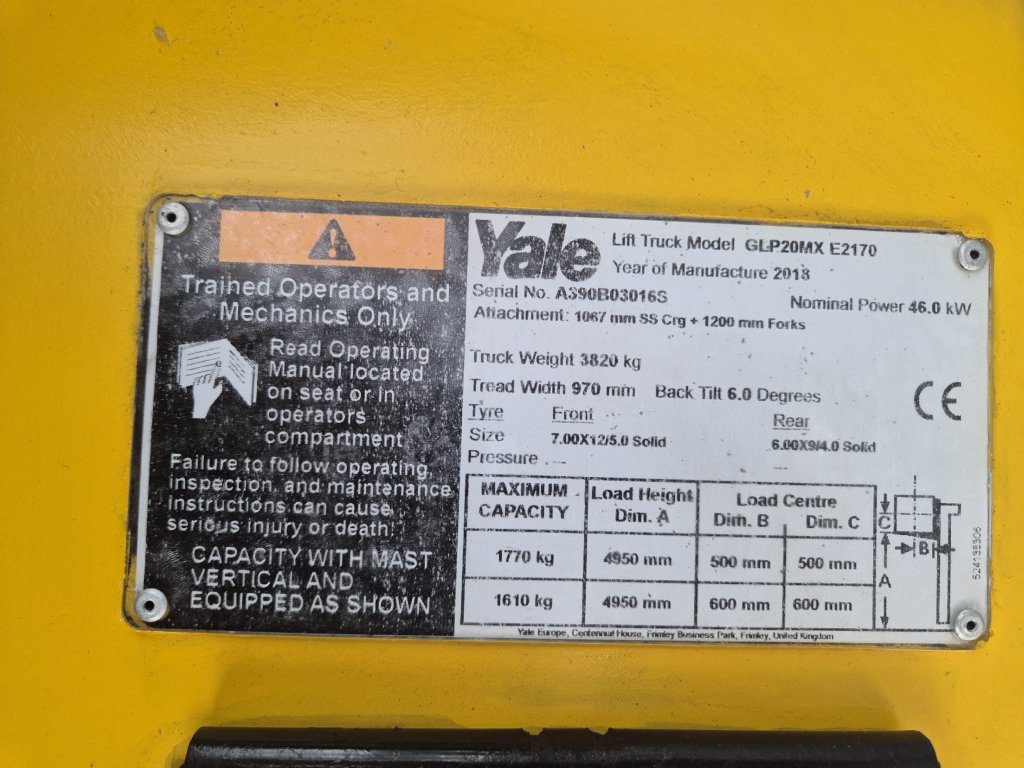 Trained Operators and
Mechanics Only
Read Operating
Manual located
on seat or in
operators
compartment
Failure to follow operating,
inspection, and maintenance
instructions can cause
serious injury or death.
CAPACITY WITH MAST
VERTICAL AND
EQUIPPED AS SHOWN
Yale
Lift Truck Model GLP20MX E2170
Year of Manufacture 2018
Serial No. A390B03016S
Nominal Power 46.0 kW
Attachment: 1067 mm SS Crg + 1200 mm Forks
Truck Weight 3820 kg
Tread Width 970 mm Back Tilt 6.0 Degrees
CE
Tyre Front Rear
Size 7.00X12/5.0 Solid 6.00X9/4.0 Solid
Pressure --- ---
MAXIMUM CAPACITY Load Height Dim. A Load Centre Dim. B Dim. C
1770 kg 4950 mm 500 mm 500 mm
1610 kg 4950 mm 600 mm 600 mm
C
B
A
524138306
Yale Europe, Centennial House, Frimley Business Park, Frimley, United Kingdom